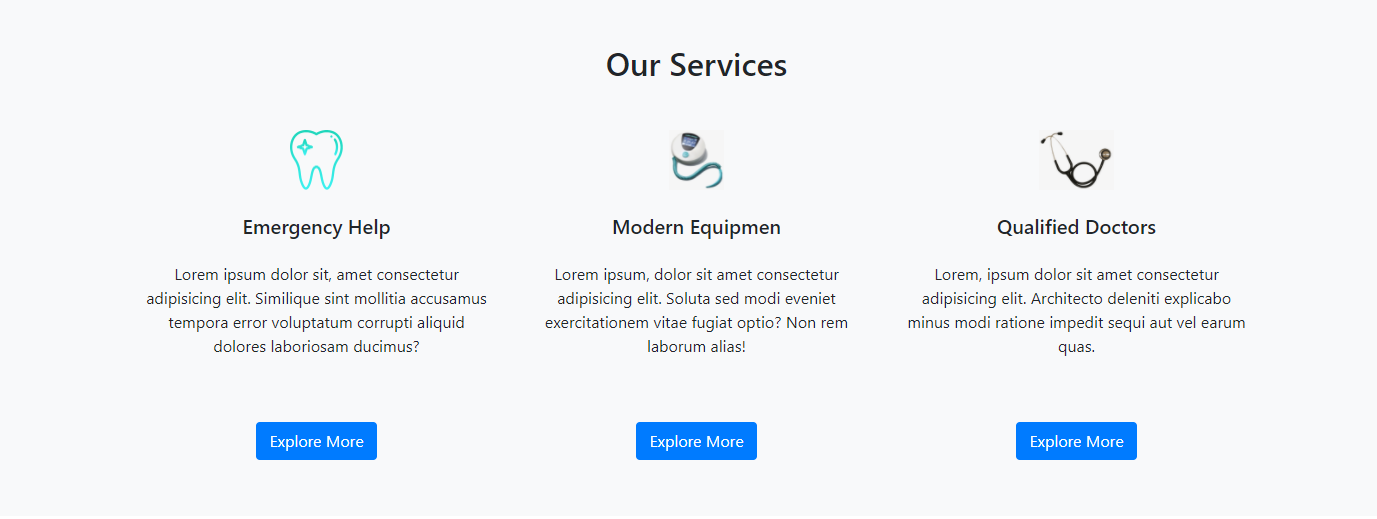 Our Services
Emergency Help
Lorem ipsum dolor sit, amet consectetur
adipisicing elit. Similique sint mollitia accusamus
tempora error voluptatum corrupti aliquid
dolores laboriosam ducimus?
Explore More
Modern Equipmen
Lorem ipsum, dolor sit amet consectetur
adipisicing elit. Soluta sed modi eveniet
exercitationem vitae fugiat optio? Non rem
laborum alias!
Explore More
Qualified Doctors
Lorem, ipsum dolor sit amet consectetur
adipisicing elit. Architecto deleniti explicabo
minus modi ratione impedit sequi aut vel earum
quas.
Explore More